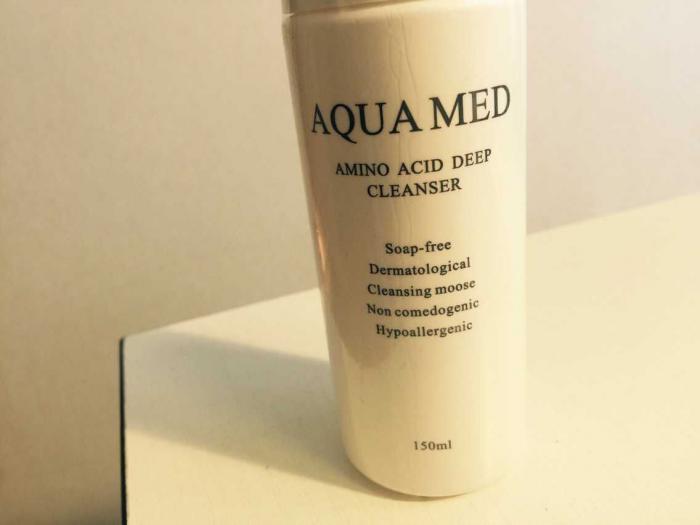 AQUA MED
AMINO ACID DEEP
CLEANSER
Soap-free
Dermatological
Cleansing moose
Non comedogenic
Hypoallergenic
150ml